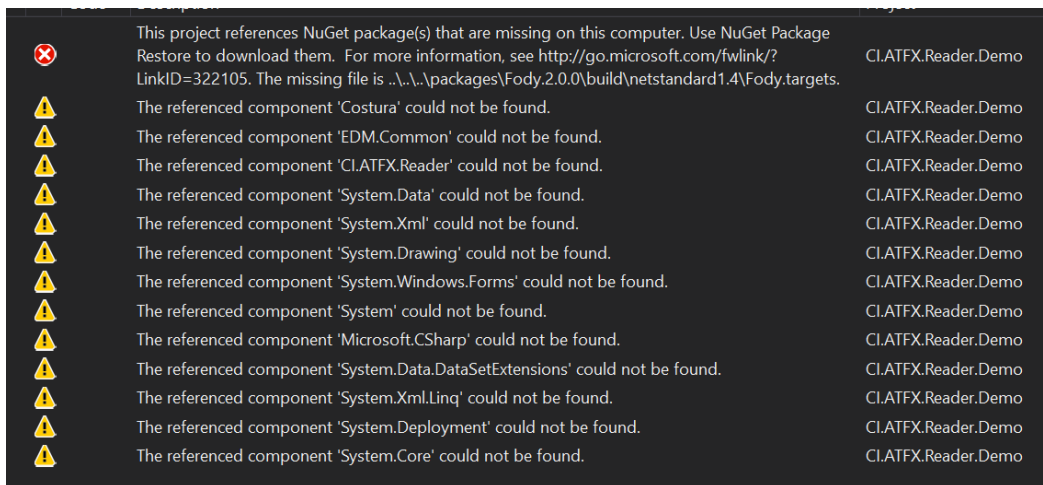 This project references NuGet package(s) that are missing on this computer. Use NuGet Package
Restore to download them.  For more information, see http://go.microsoft.com/fwlink/?
LinkID=322105. The missing file is ..\..\..\packages\Fody.2.0.0\build\netstandard1.4\Fody.targets.
CI.ATFX.Reader.Demo
The referenced component 'Costura' could not be found. CI.ATFX.Reader.Demo
The referenced component 'EDM.Common' could not be found. CI.ATFX.Reader.Demo
The referenced component 'CI.ATFX.Reader' could not be found. CI.ATFX.Reader.Demo
The referenced component 'System.Data' could not be found. CI.ATFX.Reader.Demo
The referenced component 'System.Xml' could not be found. CI.ATFX.Reader.Demo
The referenced component 'System.Drawing' could not be found. CI.ATFX.Reader.Demo
The referenced component 'System.Windows.Forms' could not be found. CI.ATFX.Reader.Demo
The referenced component 'System' could not be found. CI.ATFX.Reader.Demo
The referenced component 'Microsoft.CSharp' could not be found. CI.ATFX.Reader.Demo
The referenced component 'System.Data.DataSetExtensions' could not be found. CI.ATFX.Reader.Demo
The referenced component 'System.Xml.Linq' could not be found. CI.ATFX.Reader.Demo
The referenced component 'System.Deployment' could not be found. CI.ATFX.Reader.Demo
The referenced component 'System.Core' could not be found. CI.ATFX.Reader.Demo